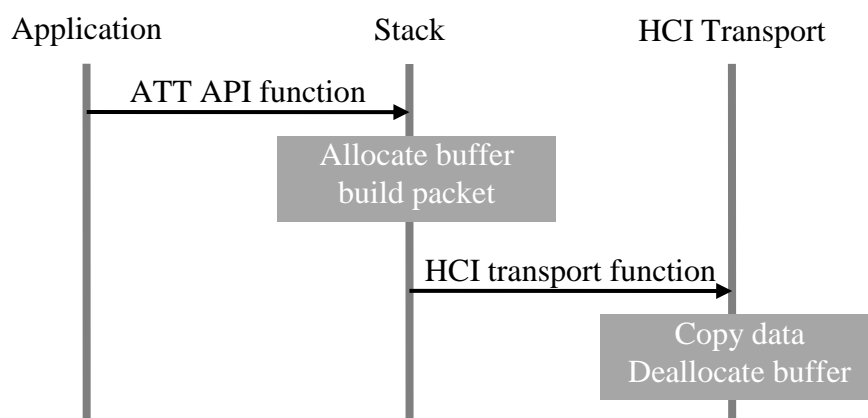 Application
Stack
HCI Transport
ATT API function
Allocate buffer
build packet
HCI transport function
Copy data
Deallocate buffer